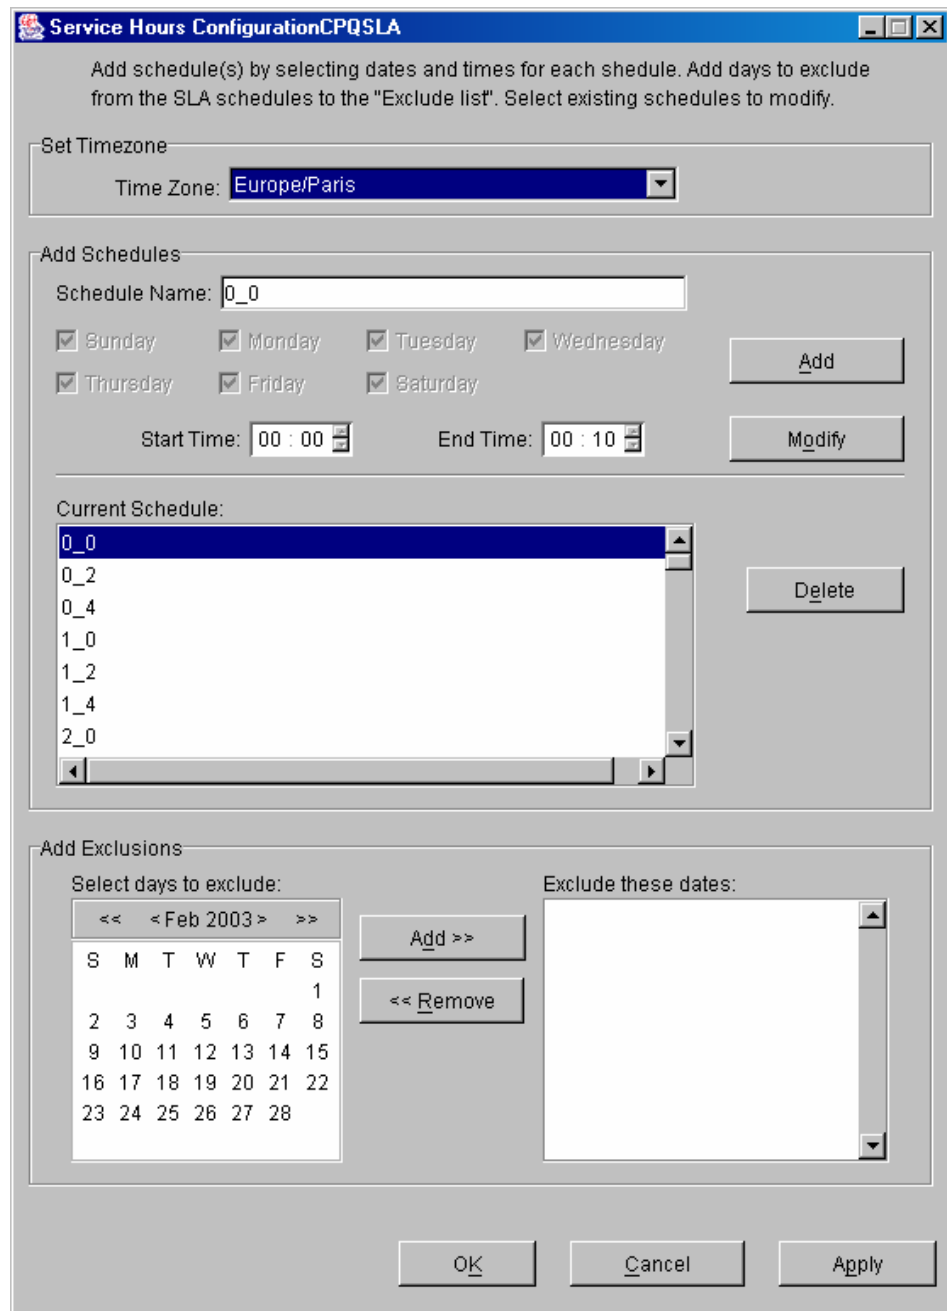 Service Hours ConfigurationCPQSLA
Add schedule(s) by selecting dates and times for each shedule. Add days to exclude
from the SLA schedules to the "Exclude list". Select existing schedules to modify.
Set Timezone
Time Zone: Europe/Paris
Add Schedules
Schedule Name: 0_0
Sunday Monday Tuesday Wednesday
Thursday Friday Saturday
Add
Start Time: 00 : 00 End Time: 00 : 10
Modify
Current Schedule:
0_0
0_2
0_4
1_0
1_2
1_4
2_0
Delete
Add Exclusions
Select days to exclude:
<< < Feb 2003 > >>
S M T W T F S
1
2 3 4 5 6 7 8
9 10 11 12 13 14 15
16 17 18 19 20 21 22
23 24 25 26 27 28
Add >>
<< Remove
Exclude these dates:
OK Cancel Apply